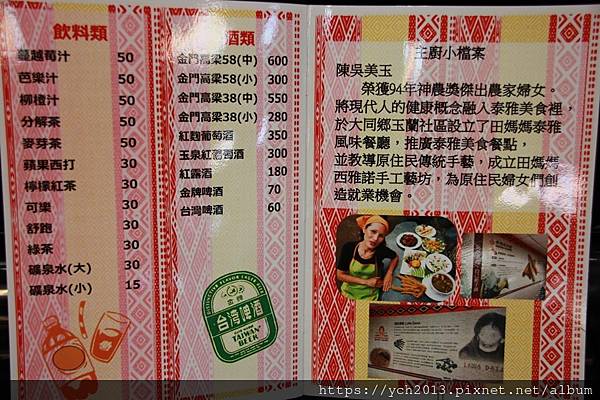 飲料類
蔓越莓汁 50
芭樂汁 50
柳橙汁 50
分解茶 50
麥芽茶 50
蘋果西打 30
檸檬紅茶 30
可樂 30
舒跑 30
綠茶 30
礦泉水(大) 30
礦泉水(小) 15
酒類
金門高粱58(中) 600
金門高粱58(小) 300
金門高粱38(中) 550
金門高粱38(小) 280
紅麴葡萄酒 350
玉泉紅葡萄酒 300
紅露酒 180
金牌啤酒 70
台灣啤酒 60
金牌
台灣啤酒
TAIWAN
BEER
主廚小檔案
陳吳美玉
榮獲94年神農獎傑出農家婦女。
將現代人的健康概念融入泰雅美食裡，
於大同鄉玉蘭社區設立了田媽媽泰雅
風味餐廳，推廣泰雅美食餐點，
並教導原住民傳統手藝，成立田媽媽
西雅諾手工藝坊，為原住民婦女們創
造就業機會。
https://ych2013.pixnet.net/album